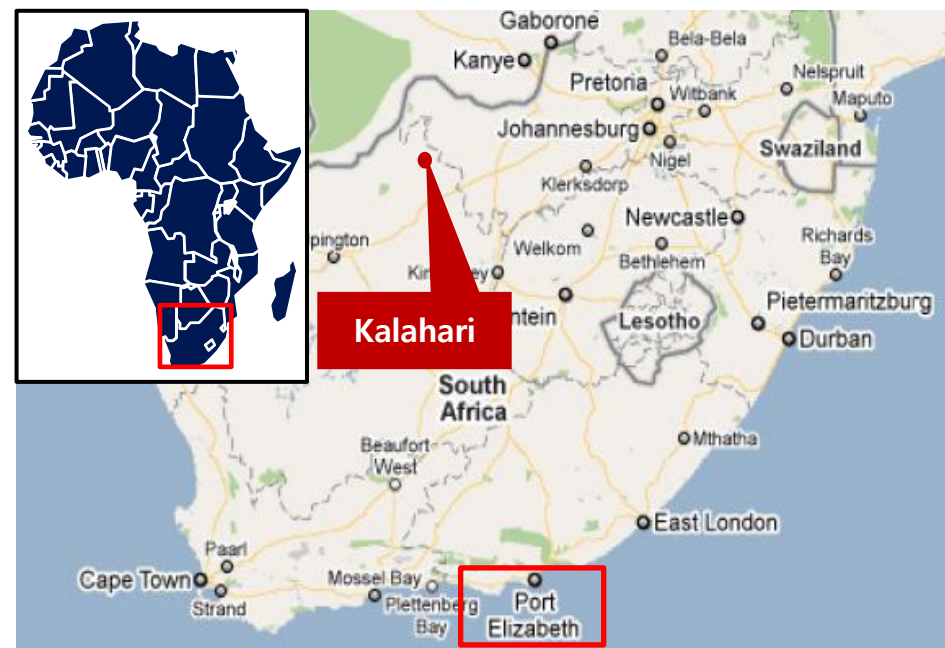 Gaborone
Bela-Bela
Kanye
Nelspruit
Pretoria
Witbank
Maputo
Johannesburg
Nigel
Swaziland
Klerksdorp
Newcastle
pington
Welkom
Richards
Bay
Bethlehem
Pietermaritzburg
Kalahari
ntein
Lesotho
Durban
South
Africa
Mthatha
Beaufort
West
East London
Paarl
Cape Town
Strand
Mossel Bay
Plettenberg
Bay
Port
Elizabeth